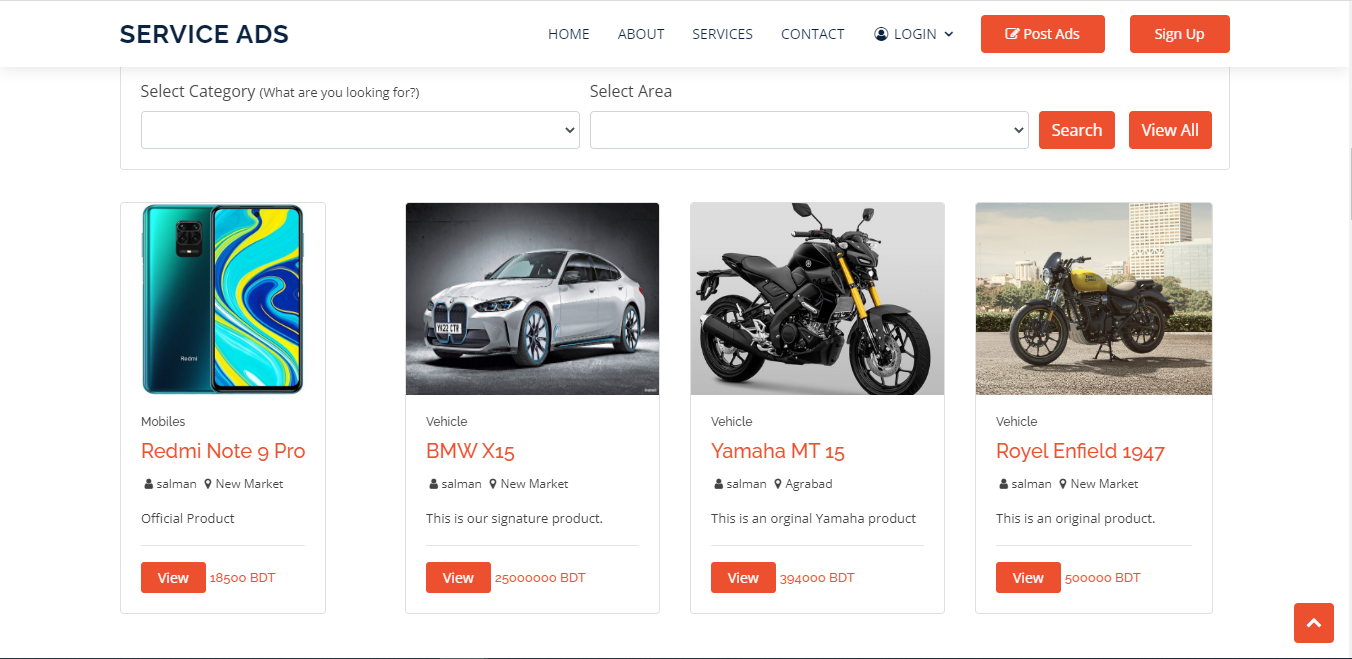 SERVICE ADS
HOME ABOUT SERVICES CONTACT LOGIN Post Ads Sign Up
Select Category (What are you looking for?) Select Area
Search View All
Redmi
YK22 CTR
Mobiles
Redmi Note 9 Pro
salman New Market
Official Product
View 18500 BDT
Vehicle
BMW X15
salman New Market
This is our signature product.
View 25000000 BDT
Vehicle
Yamaha MT 15
salman Agrabad
This is an orginal Yamaha product
View 394000 BDT
Vehicle
Royel Enfield 1947
salman New Market
This is an original product.
View 500000 BDT